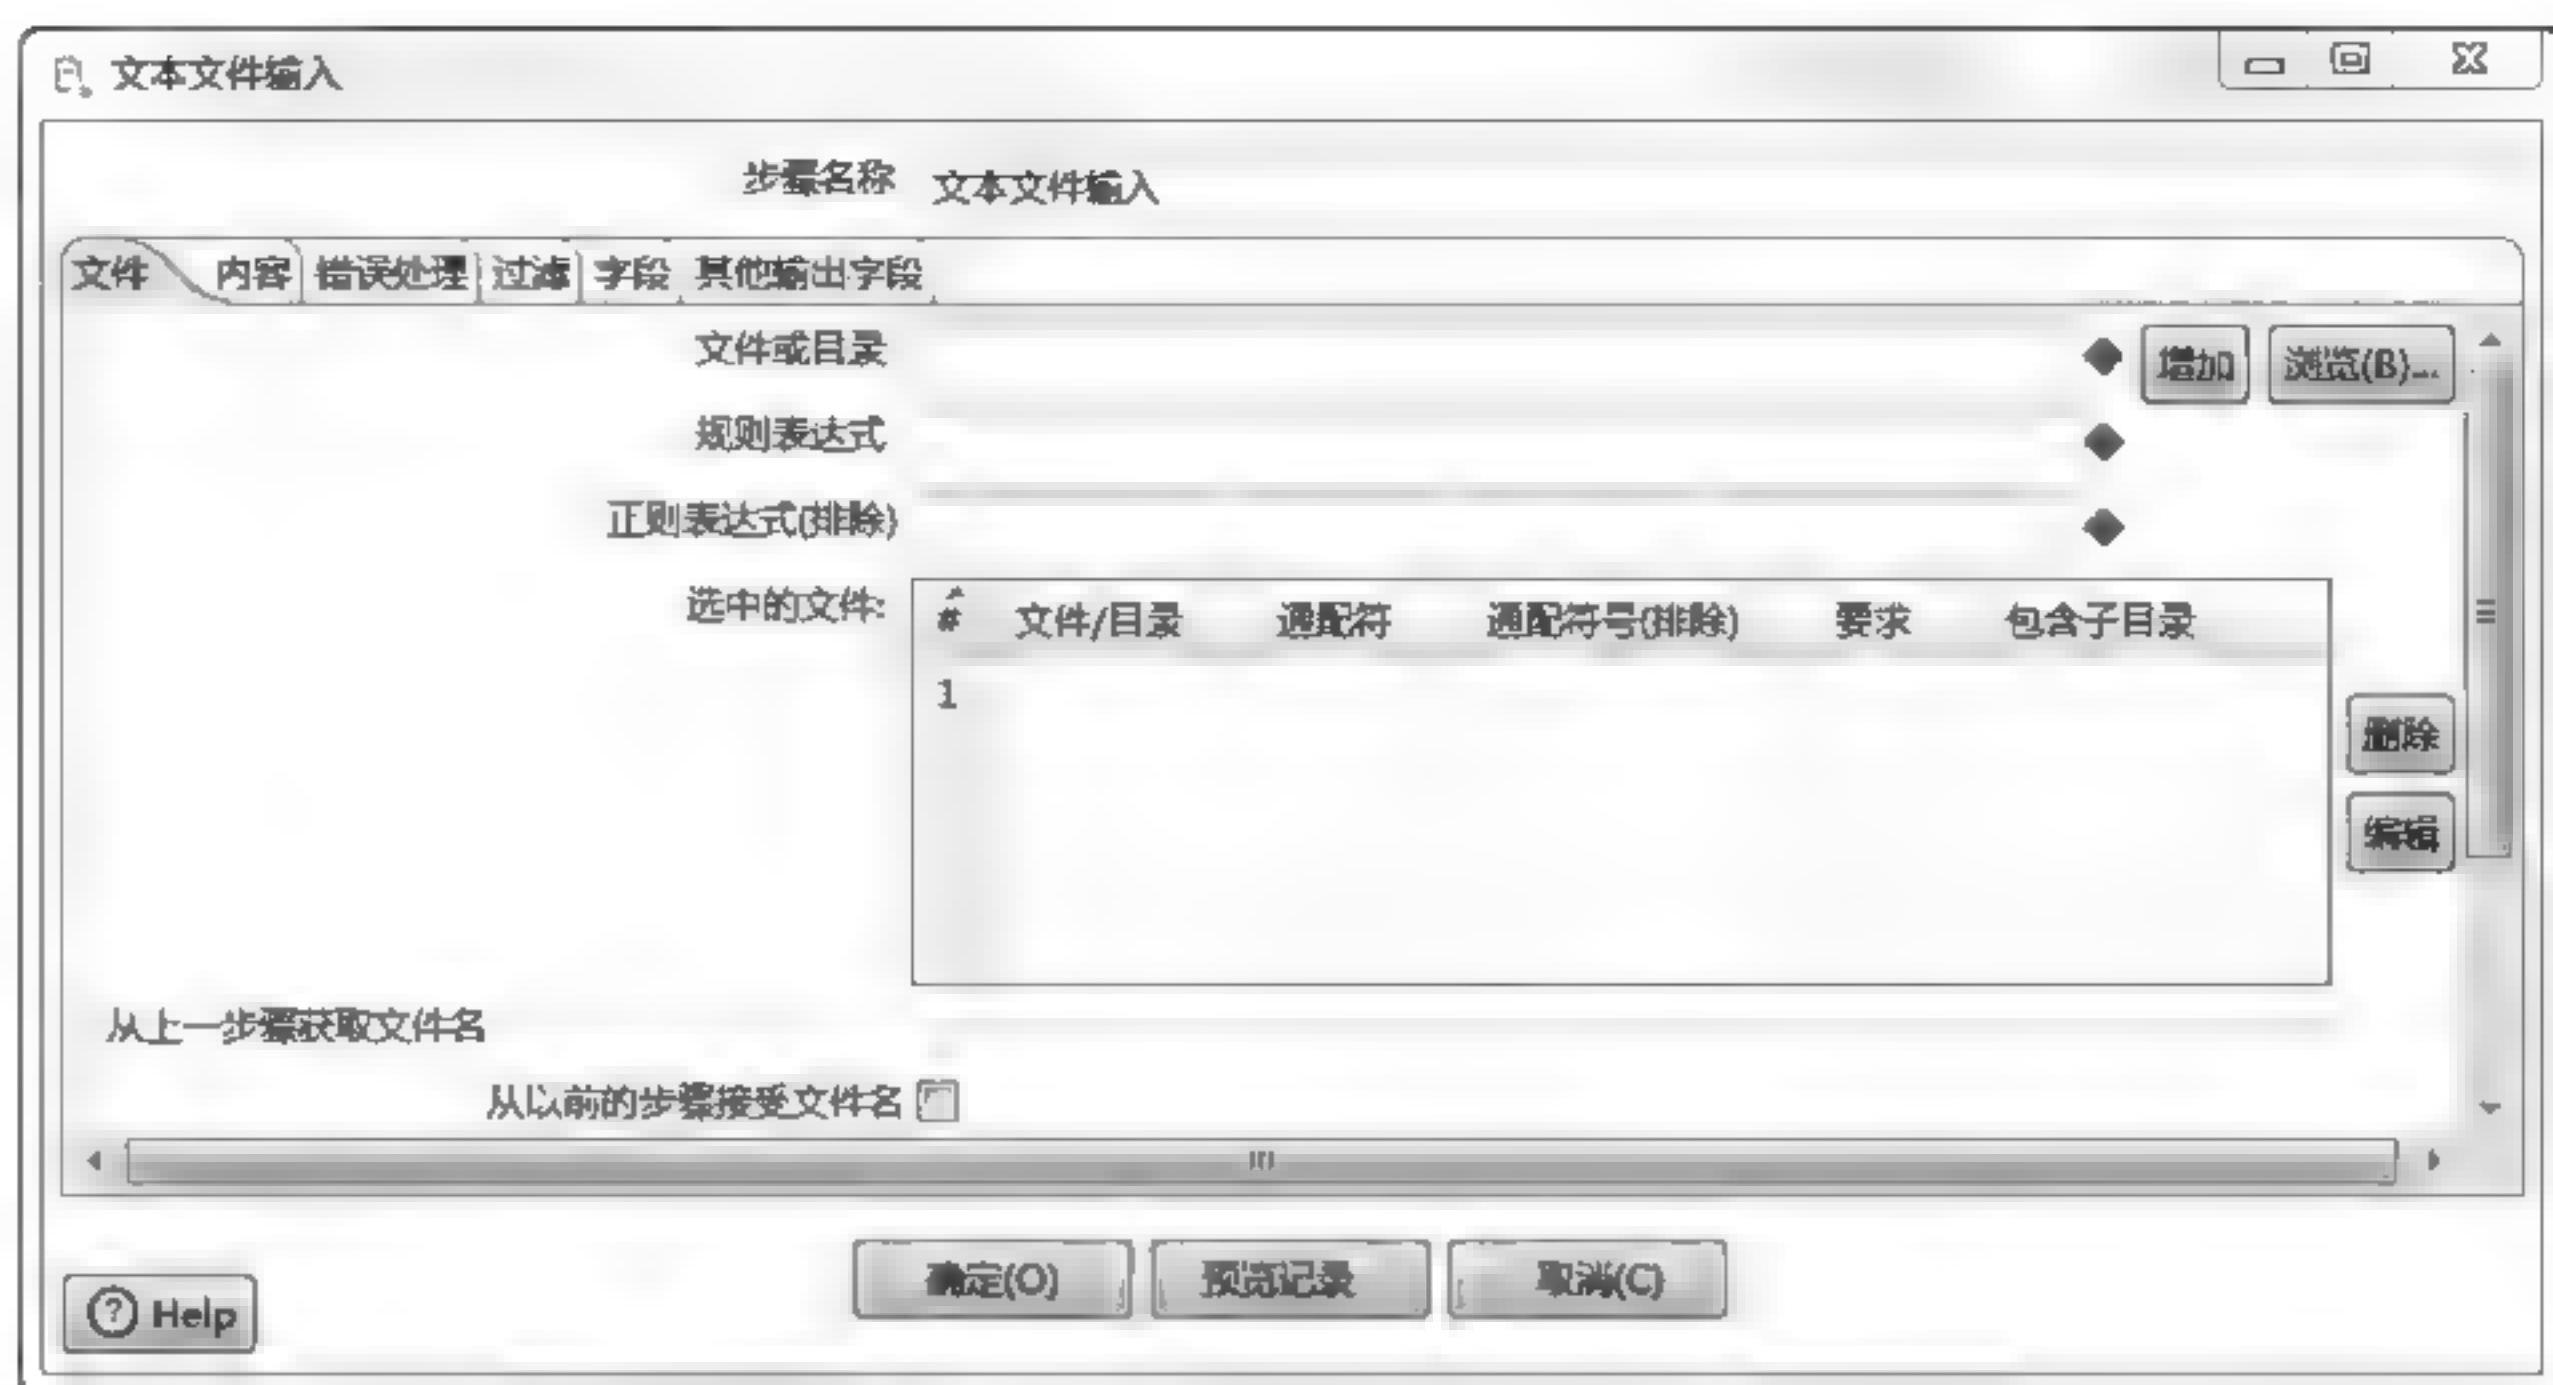 文本文件输入
步骤名称 文本文件输入
文件 内容 错误处理 过滤 字段 其他输出字段
文件或目录 增加 浏览(B)...
规则表达式
正则表达式(排除)
选中的文件: # 文件/目录 通配符 通配符号(排除) 要求 包含子目录
1
删除
编辑
从上一步骤获取文件名
从以前的步骤接受文件名
确定(O) 预览记录 取消(C)
Help